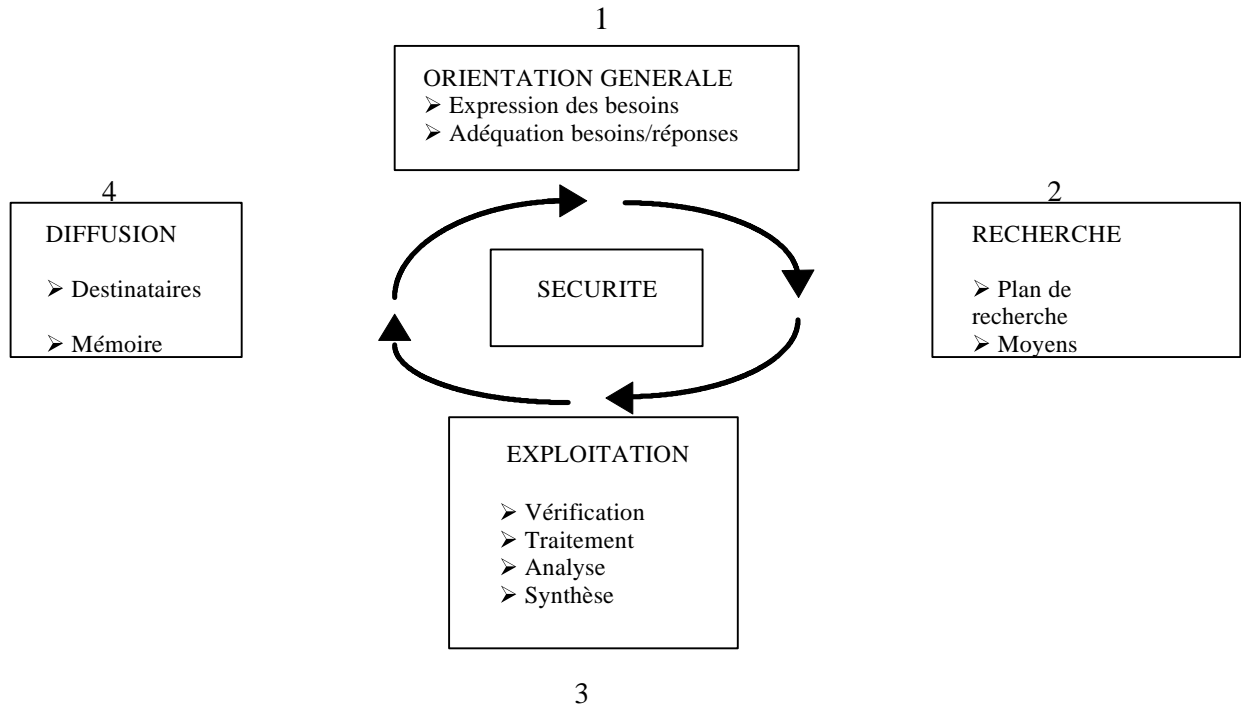 1
ORIENTATION GENERALE
➢ Expression des besoins
➢ Adéquation besoins/réponses
4
DIFFUSION
➢ Destinataires
➢ Mémoire
SECURITE
2
RECHERCHE
➢ Plan de
recherche
➢ Moyens
EXPLOITATION
➢ Vérification
➢ Traitement
➢ Analyse
➢ Synthèse
3